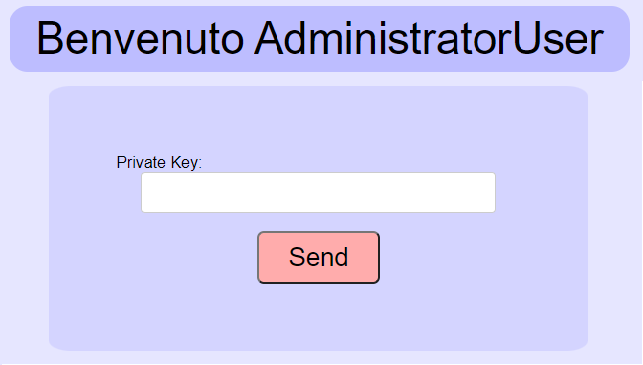 Benvenuto AdministratorUser
Private Key:
Send